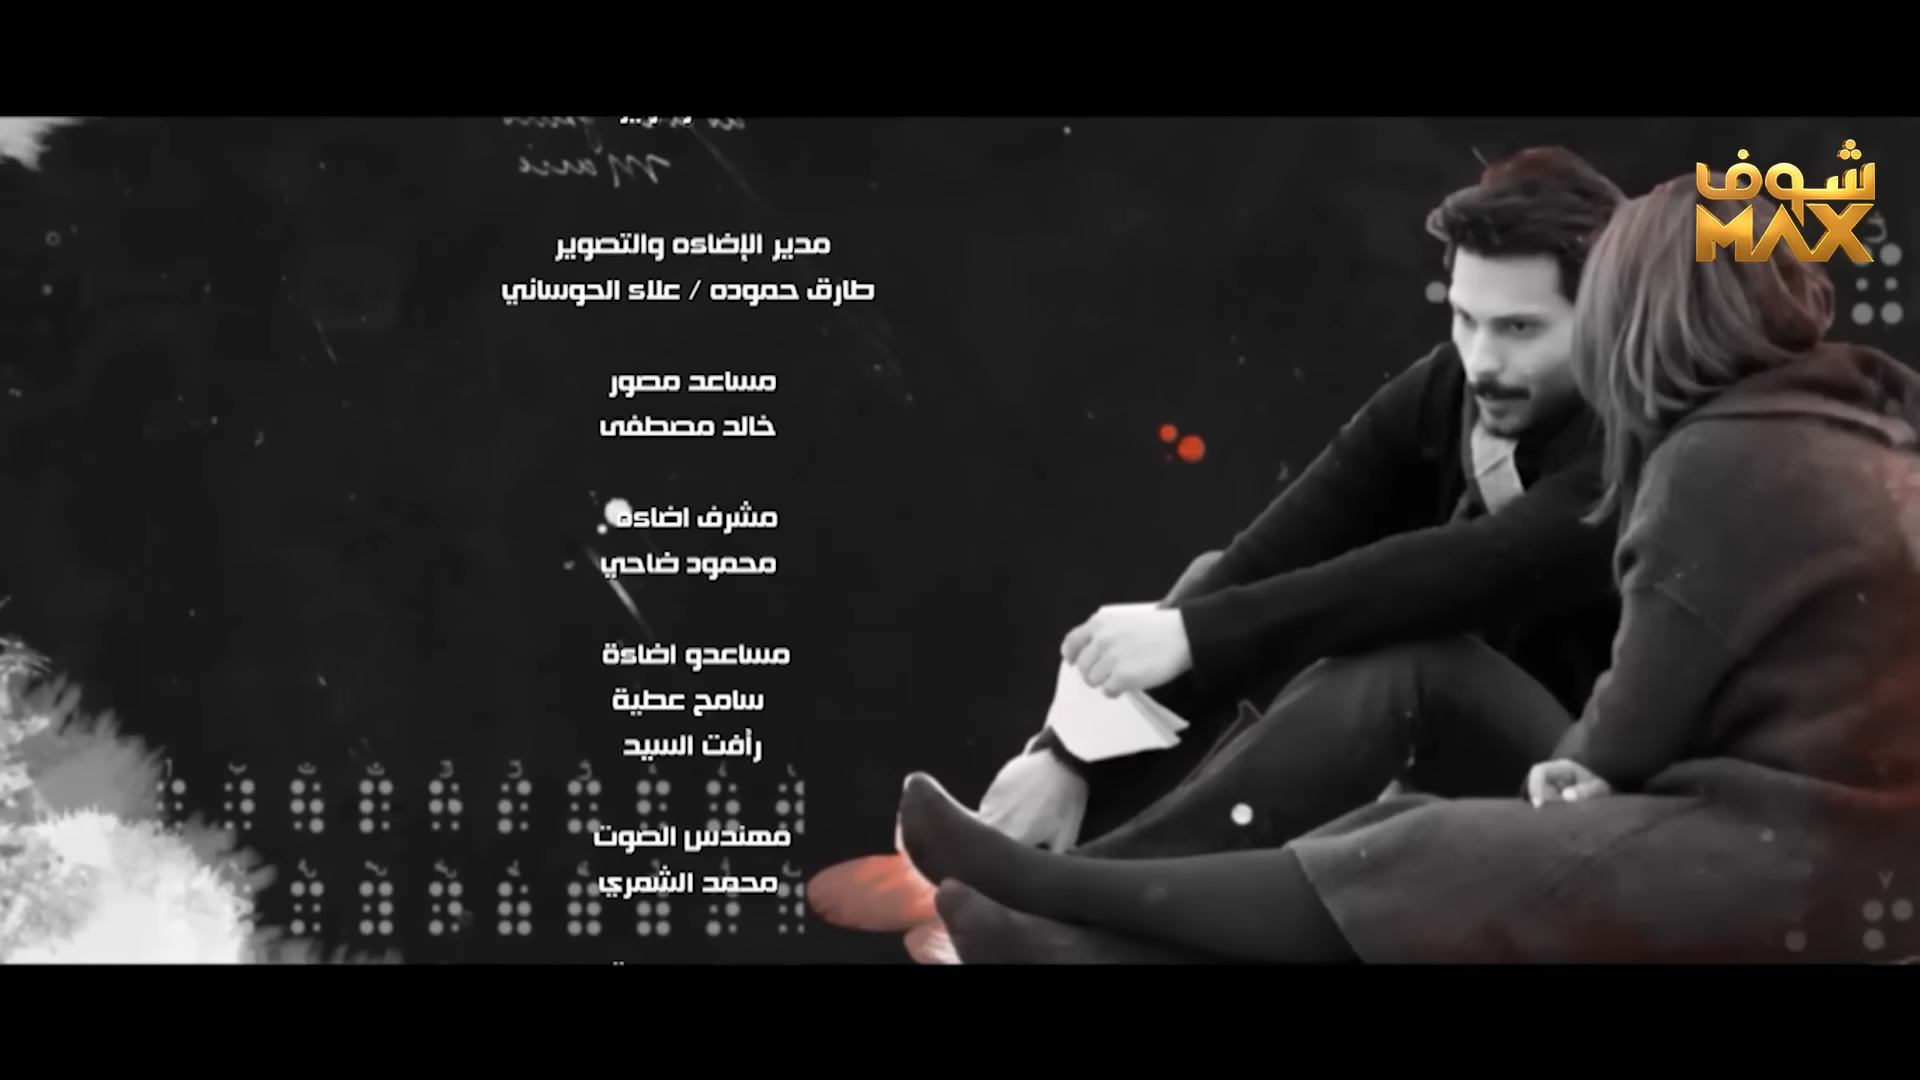 شوف
MAX
Marie
مدير الإضاءه والتصوير
طارق حموده / علاء الحوساني
مساعد مصور
خالد مصطفى
مشرف اضاءه
محمود ضاحي
مساعدو اضاءة
سامح عطية
رأفت السيد
مهندس الصوت
محمد الشمري